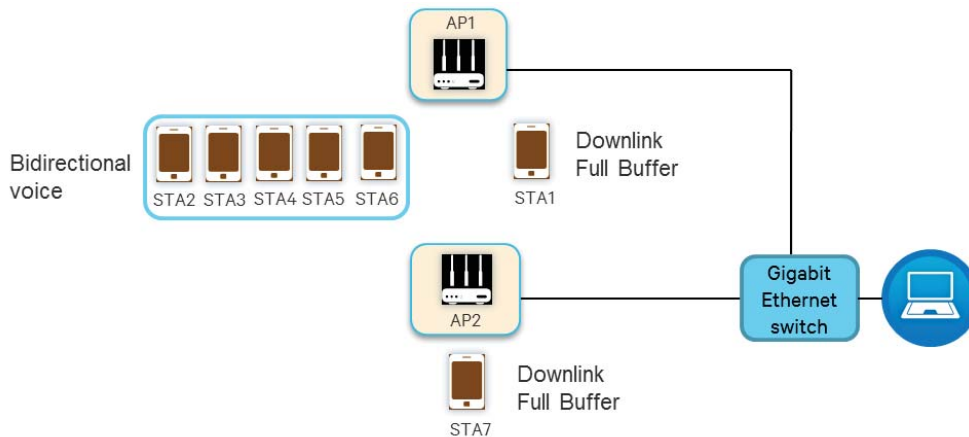 AP1
Bidirectional
voice
STA2 STA3 STA4 STA5 STA6
STA1
Downlink
Full Buffer
AP2
Gigabit
Ethernet
switch
STA7
Downlink
Full Buffer